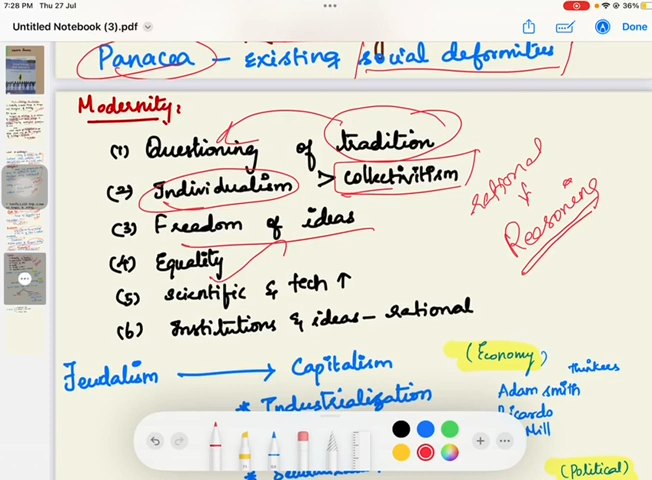 7:28 PM Thu 27 Jul
36%
Untitled Notebook (3).pdf
Done
Panacea - existing social deformities
Modernity:
(1) Questioning of tradition
(2) Individualism > collectivitism
(3) Freedom of ideas
(4) Equality
(5) scientific & tech ↑
(6) Institutions & ideas - rational
rational
↓
Reasoning
Feudalism → Capitalism
(Economy)
Thinkers
* Industrialization
Adam smith
Ricardo
Mill
(Political)